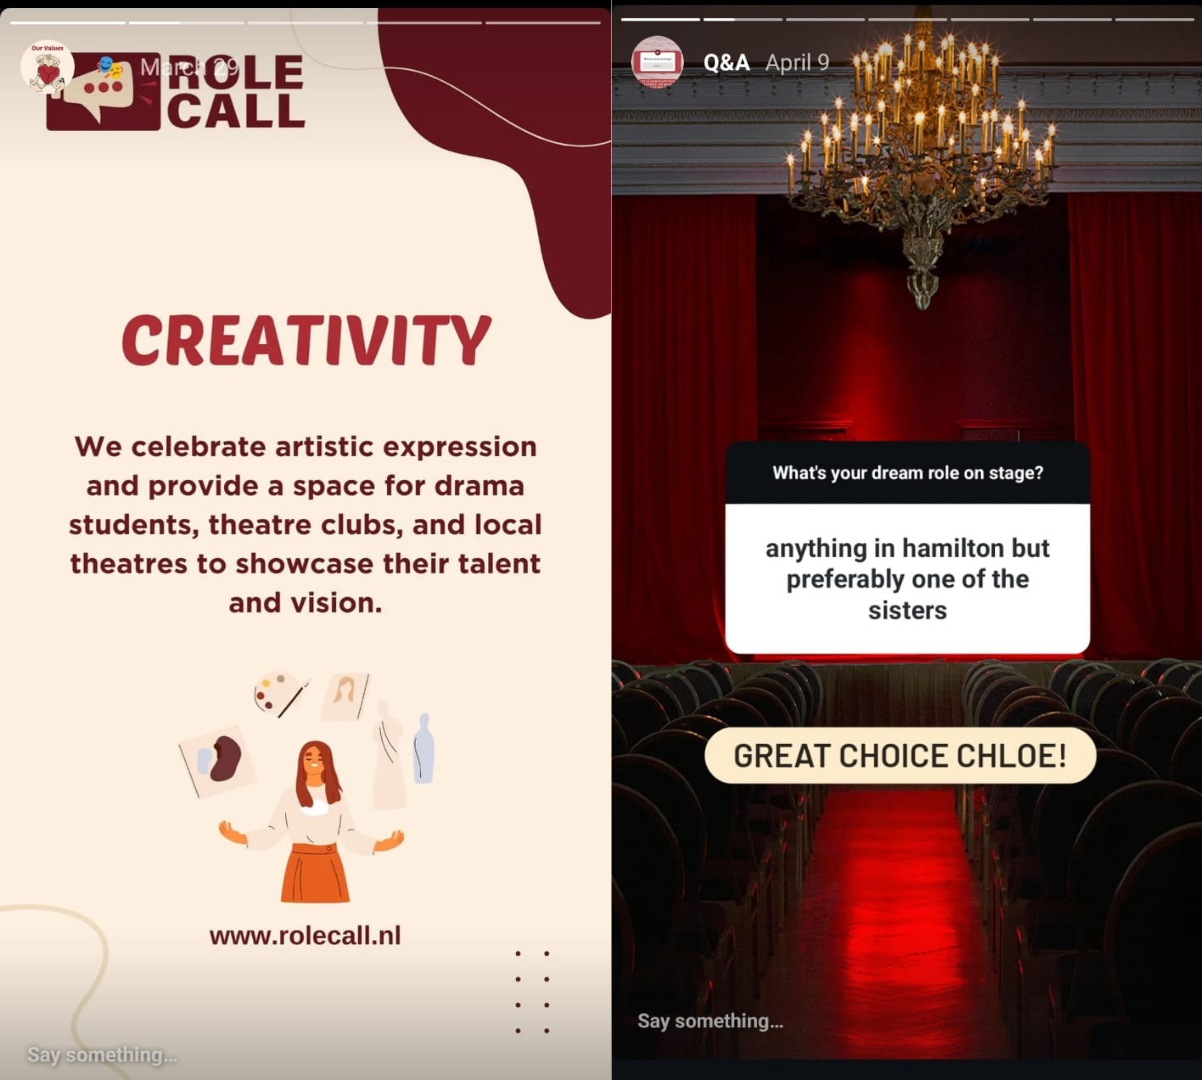 Our Values
🎭 March 29
ROLE
CALL
CREATIVITY
We celebrate artistic expression
and provide a space for drama
students, theatre clubs, and local
theatres to showcase their talent
and vision.
www.rolecall.nl
Say something...
Q&A April 9
What's your dream role on stage?
anything in hamilton but
preferably one of the
sisters
GREAT CHOICE CHLOE!
Say something...